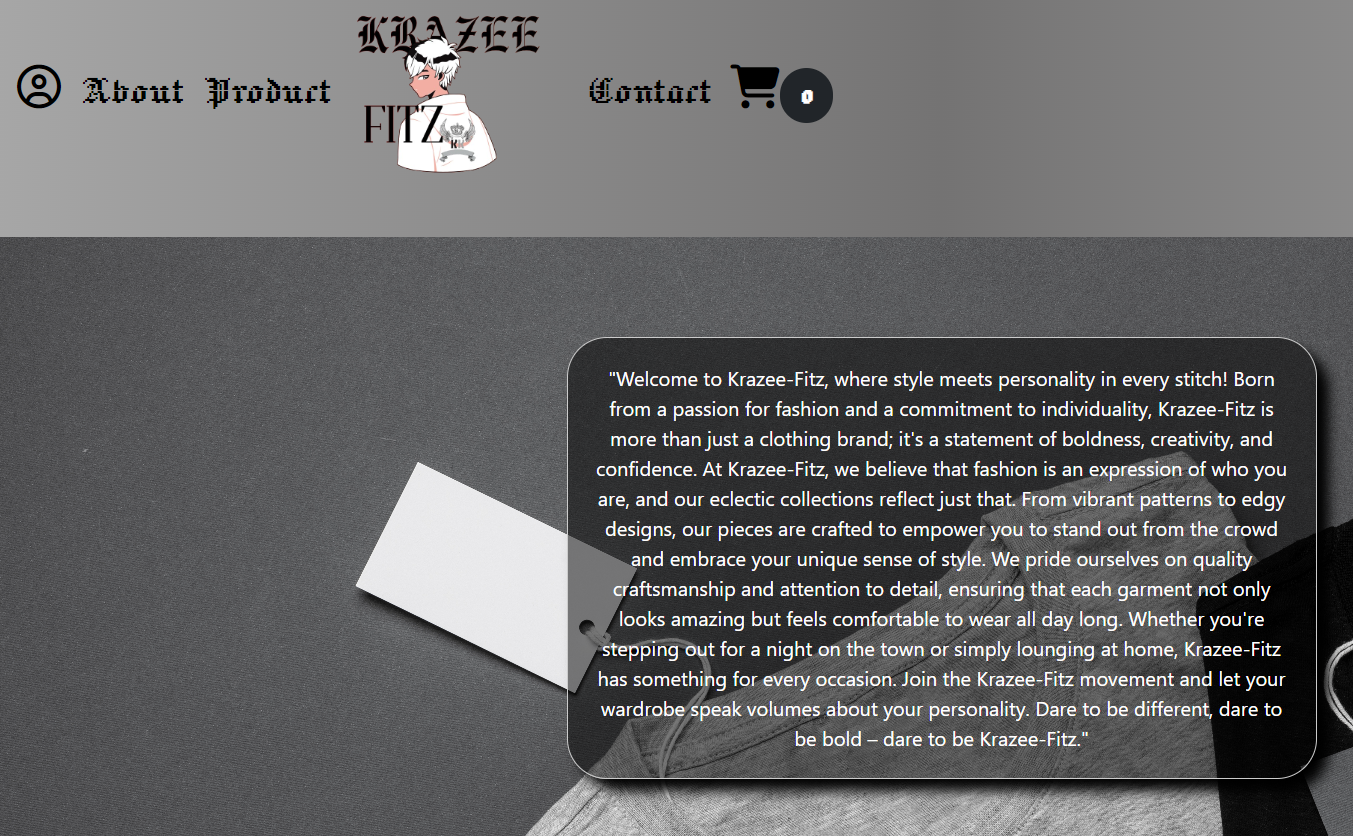 KRAZEE
FITZ
About Product Contact 0
"Welcome to Krazee-Fitz, where style meets personality in every stitch! Born
from a passion for fashion and a commitment to individuality, Krazee-Fitz is
more than just a clothing brand; it's a statement of boldness, creativity, and
confidence. At Krazee-Fitz, we believe that fashion is an expression of who you
are, and our eclectic collections reflect just that. From vibrant patterns to edgy
designs, our pieces are crafted to empower you to stand out from the crowd
and embrace your unique sense of style. We pride ourselves on quality
craftsmanship and attention to detail, ensuring that each garment not only
looks amazing but feels comfortable to wear all day long. Whether you're
stepping out for a night on the town or simply lounging at home, Krazee-Fitz
has something for every occasion. Join the Krazee-Fitz movement and let your
wardrobe speak volumes about your personality. Dare to be different, dare to
be bold – dare to be Krazee-Fitz."